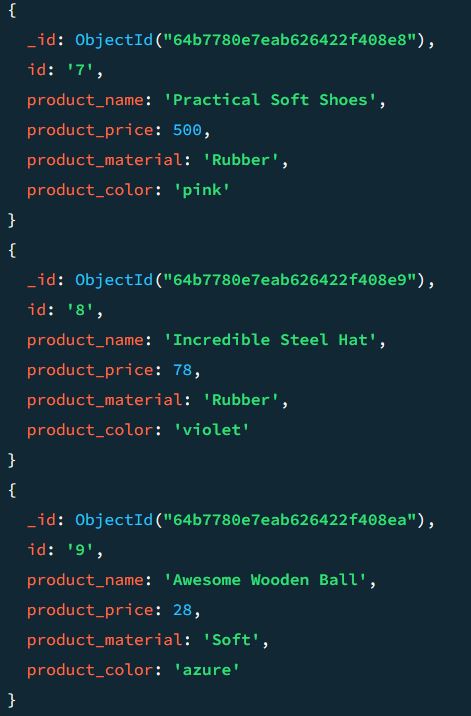 {
_id: ObjectId("64b7780e7eab626422f408e8"),
id: '7',
product_name: 'Practical Soft Shoes',
product_price: 500,
product_material: 'Rubber',
product_color: 'pink'
}
{
_id: ObjectId("64b7780e7eab626422f408e9"),
id: '8',
product_name: 'Incredible Steel Hat',
product_price: 78,
product_material: 'Rubber',
product_color: 'violet'
}
{
_id: ObjectId("64b7780e7eab626422f408ea"),
id: '9',
product_name: 'Awesome Wooden Ball',
product_price: 28,
product_material: 'Soft',
product_color: 'azure'
}